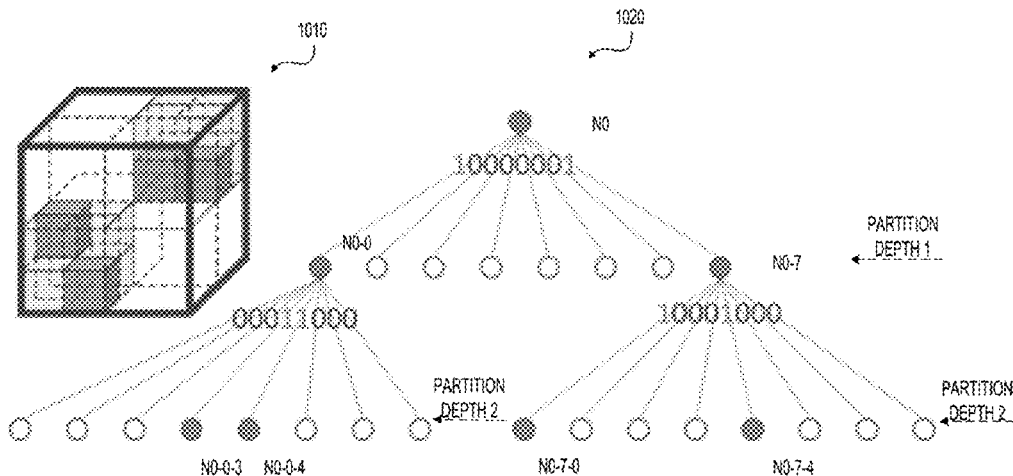 1010
1020
N0
10000001
N0-0
N0-7
PARTITION
DEPTH 1
00011000
10001000
PARTITION
DEPTH 2
PARTITION
DEPTH 2
N0-0-3
N0-0-4
N0-7-0
N0-7-4